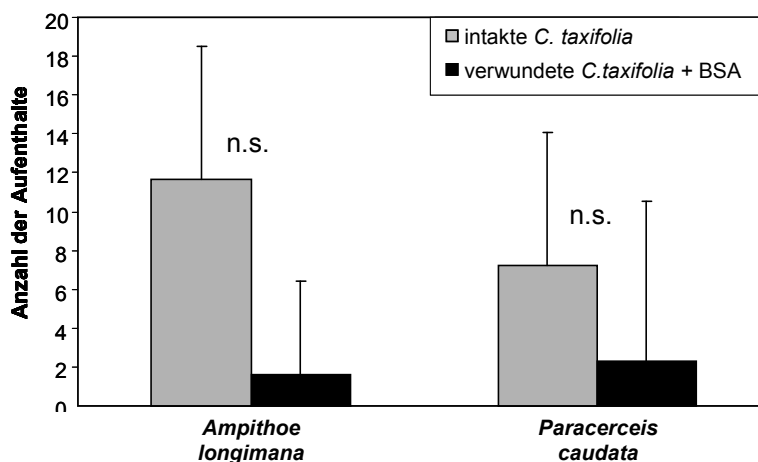 20
18
16
14
12
10
8
6
4
2
0
Anzahl der Aufenthalte
intakte C. taxifolia
verwundete C.taxifolia + BSA
n.s.
n.s.
Ampithoe
longimana
Paracerceis
caudata